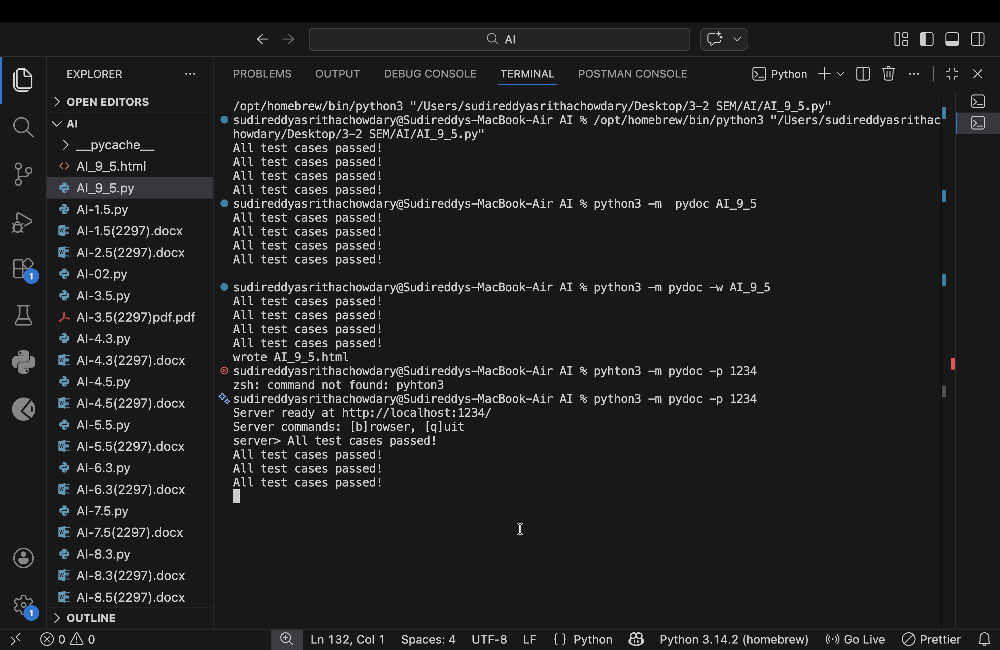 AI
EXPLORER
PROBLEMS OUTPUT DEBUG CONSOLE TERMINAL POSTMAN CONSOLE Python
OPEN EDITORS
AI
__pycache__
AI_9_5.html
AI_9_5.py
AI-1.5.py
AI-1.5(2297).docx
AI-2.5(2297).docx
AI-02.py
AI-3.5.py
AI-3.5(2297)pdf.pdf
AI-4.3.py
AI-4.3(2297).docx
AI-4.5.py
AI-4.5(2297).docx
AI-5.5.py
AI-5.5(2297).docx
AI-6.3.py
AI-6.3(2297).docx
AI-7.5.py
AI-7.5(2297).docx
AI-8.3.py
AI-8.3(2297).docx
AI-8.5(2297).docx
OUTLINE
1
1
/opt/homebrew/bin/python3 "/Users/sudireddyasrithachowdary/Desktop/3-2 SEM/AI/AI_9_5.py"
sudireddyasrithachowdary@Sudireddys-MacBook-Air AI % /opt/homebrew/bin/python3 "/Users/sudireddyasrithac
howdary/Desktop/3-2 SEM/AI/AI_9_5.py"
All test cases passed!
All test cases passed!
All test cases passed!
All test cases passed!
sudireddyasrithachowdary@Sudireddys-MacBook-Air AI % python3 -m  pydoc AI_9_5
All test cases passed!
All test cases passed!
All test cases passed!
All test cases passed!
sudireddyasrithachowdary@Sudireddys-MacBook-Air AI % python3 -m pydoc -w AI_9_5
All test cases passed!
All test cases passed!
All test cases passed!
All test cases passed!
wrote AI_9_5.html
sudireddyasrithachowdary@Sudireddys-MacBook-Air AI % pyhton3 -m pydoc -p 1234
zsh: command not found: pyhton3
sudireddyasrithachowdary@Sudireddys-MacBook-Air AI % python3 -m pydoc -p 1234
Server ready at http://localhost:1234/
Server commands: [b]rowser, [q]uit
server> All test cases passed!
All test cases passed!
All test cases passed!
All test cases passed!
0 0 Ln 132, Col 1 Spaces: 4 UTF-8 LF {} Python Python 3.14.2 (homebrew) Go Live Prettier